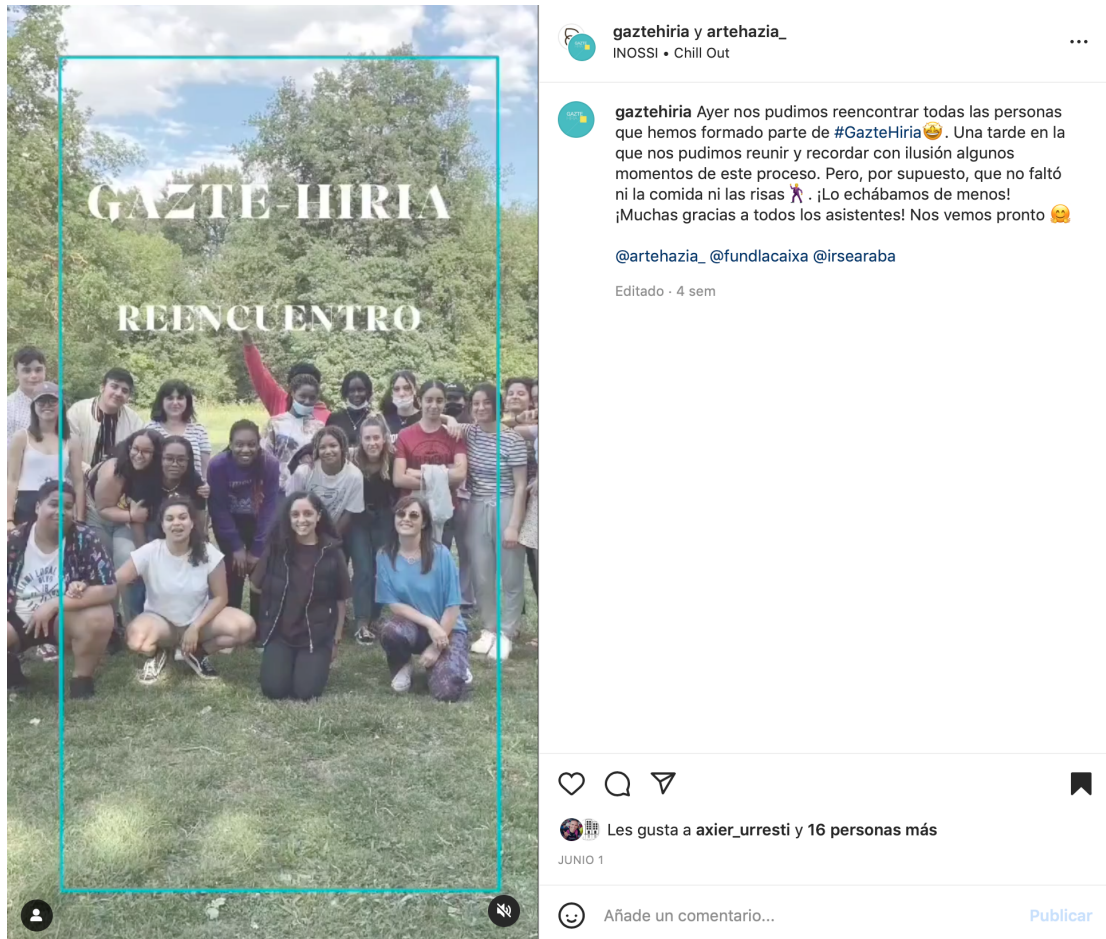 GAZTE-HIRIA
REENCUENTRO
gaztehiria y artehazia_
INOSSI • Chill Out
gaztehiria Ayer nos pudimos reencontrar todas las personas
que hemos formado parte de #GazteHiria🤩. Una tarde en la
que nos pudimos reunir y recordar con ilusión algunos
momentos de este proceso. Pero, por supuesto, que no faltó
ni la comida ni las risas🕺. ¡Lo echábamos de menos!
¡Muchas gracias a todos los asistentes! Nos vemos pronto 🤗
@artehazia_ @fundlacaixa @irsearaba
Editado · 4 sem
Les gusta a axier_urresti y 16 personas más
JUNIO 1
Añade un comentario...
Publicar